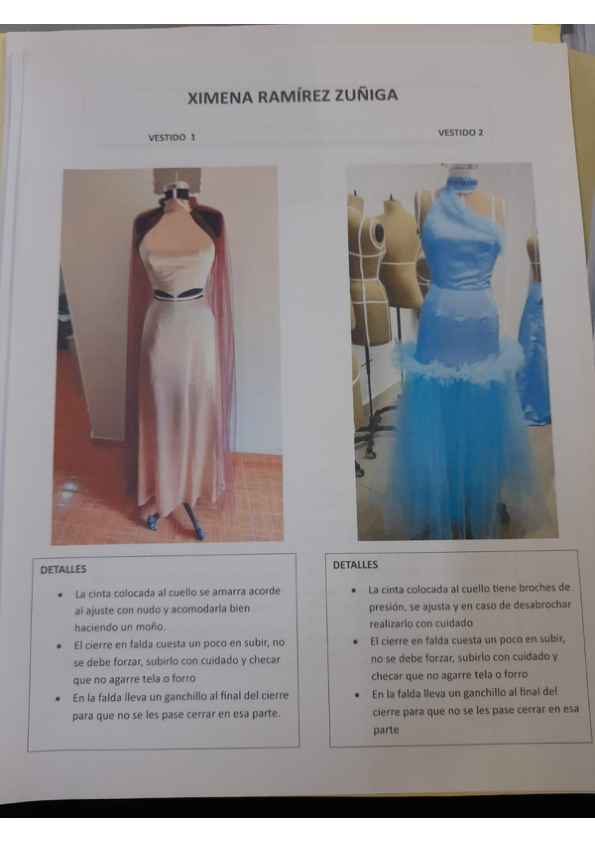 XIMENA RAMÍREZ ZUÑIGA
VESTIDO 1
VESTIDO 2
DETALLES
• La cinta colocada al cuello se amarra acorde
al ajuste con nudo y acomodarla bien
haciendo un moño.
• El cierre en falda cuesta un poco en subir, no
se debe forzar, subirlo con cuidado y checar
que no agarre tela o forro
• En la falda lleva un ganchillo al final del cierre
para que no se les pase cerrar en esa parte.
DETALLES
• La cinta colocada al cuello tiene broches de
presión, se ajusta y en caso de desabrochar
realizarlo con cuidado
• El cierre en falda cuesta un poco en subir,
no se debe forzar, subirlo con cuidado y
checar que no agarre tela o forro
• En la falda lleva un ganchillo al final del
cierre para que no se les pase cerrar en esa
parte